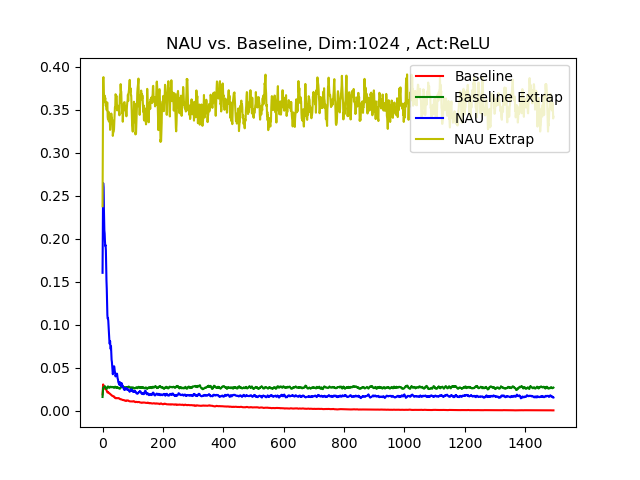 NAU vs. Baseline, Dim:1024 , Act:ReLU
0.40
0.35
0.30
0.25
0.20
0.15
0.10
0.05
0.00
Baseline
Baseline Extrap
NAU
NAU Extrap
0 200 400 600 800 1000 1200 1400